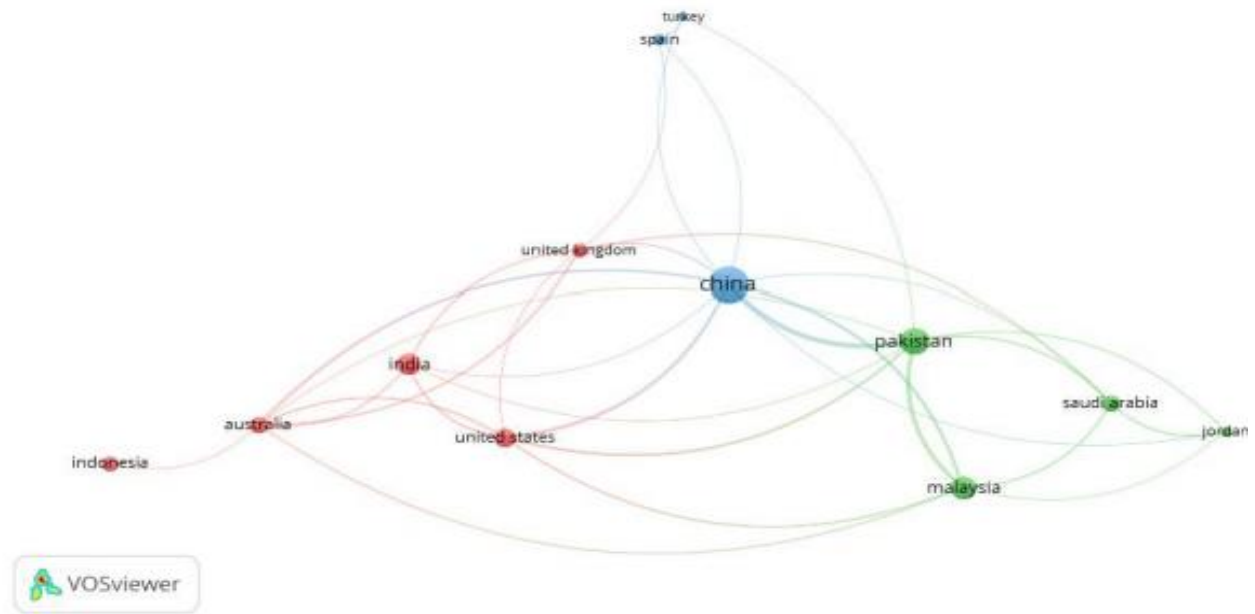 turkey
spain
united kingdom
china
pakistan
india
saudi arabia
australia
jordan
united states
indonesia
malaysia
VOSviewer